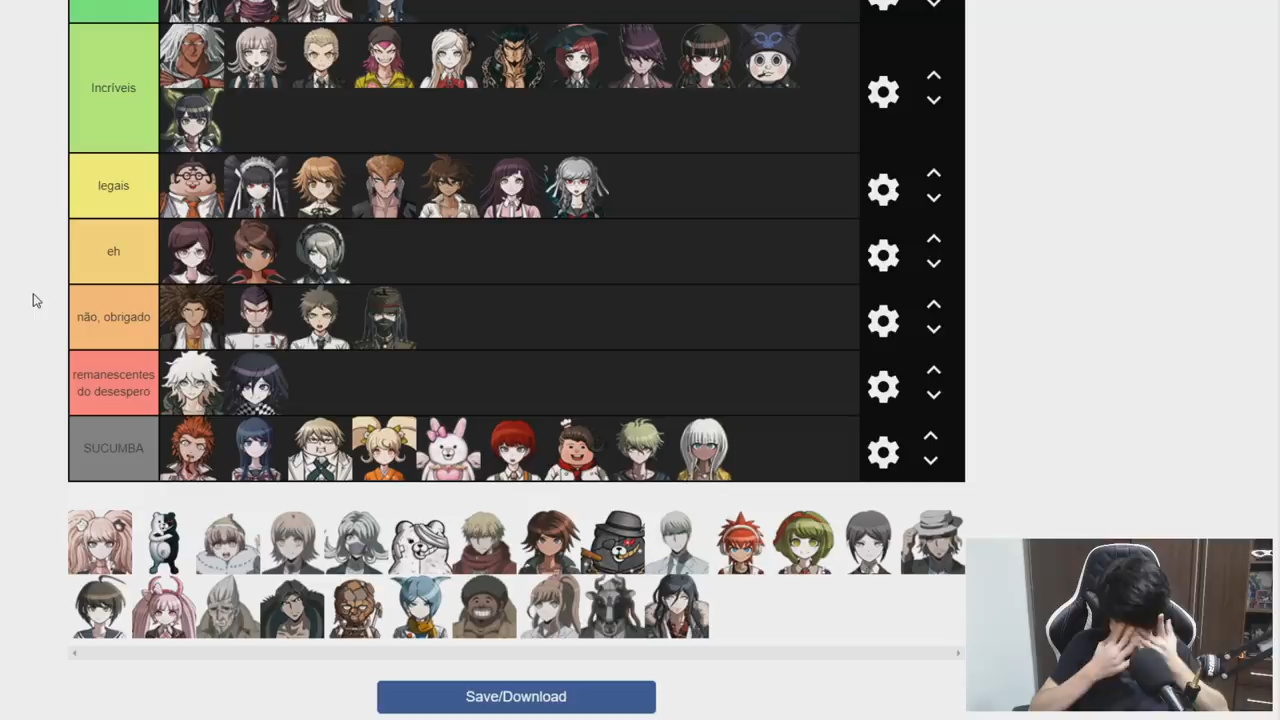 Incríveis
legais
eh
não, obrigado
remanescentes
do desespero
SUCUMBA
Save/Download